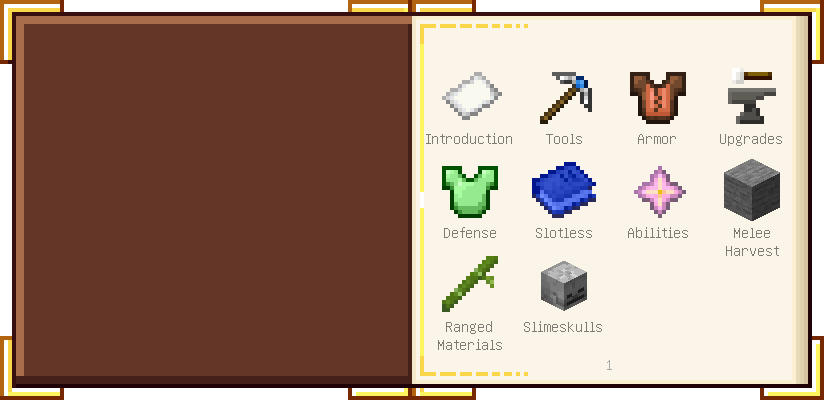 Introduction Tools Armor Upgrades
Defense Slotless Abilities Melee Harvest
Ranged Materials Slimeskulls
1